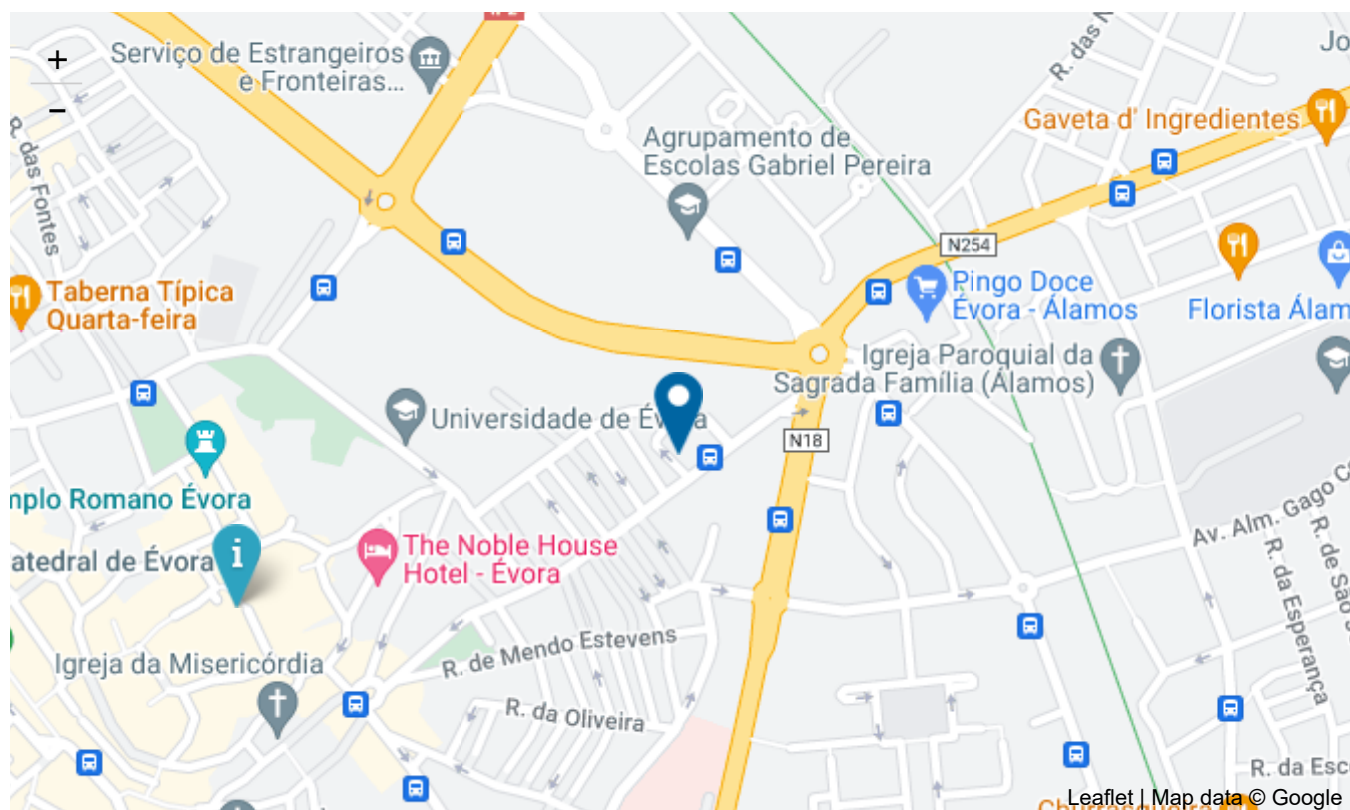 +
−
Serviço de Estrangeiros
e Fronteiras...
R. das Fontes
Agrupamento de
Escolas Gabriel Pereira
Gaveta d' Ingredientes
N254
Taberna Típica
Quarta-feira
Pingo Doce
Évora - Álamos
Florista Álam
Igreja Paroquial da
Sagrada Família (Álamos)
Universidade de Évora
N18
mplo Romano Évora
atedral de Évora
i
The Noble House
Hotel - Évora
Av. Alm. Gago C
R. da Esperança
R. de São
R. de Mendo Estevens
Igreja da Misericórdia
R. da Oliveira
R. da Esc
Leaflet | Map data © Google